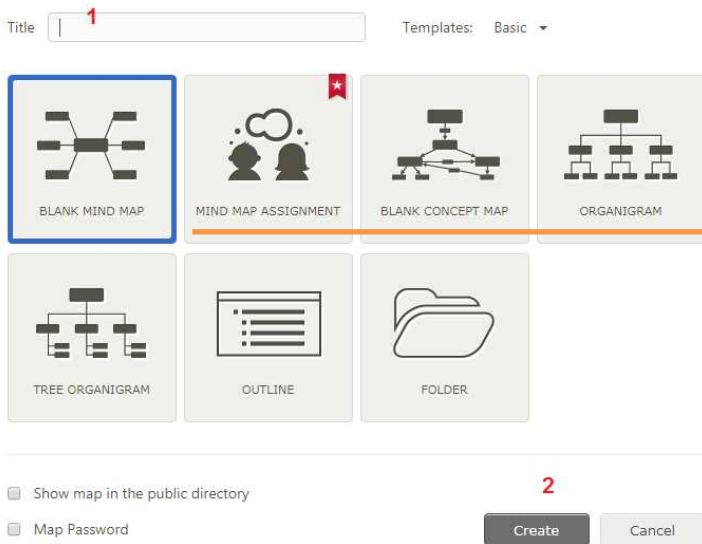 Title 1 Templates: Basic
BLANK MIND MAP MIND MAP ASSIGNMENT BLANK CONCEPT MAP ORGANIGRAM
TREE ORGANIGRAM OUTLINE FOLDER
Show map in the public directory
2
Map Password Create Cancel